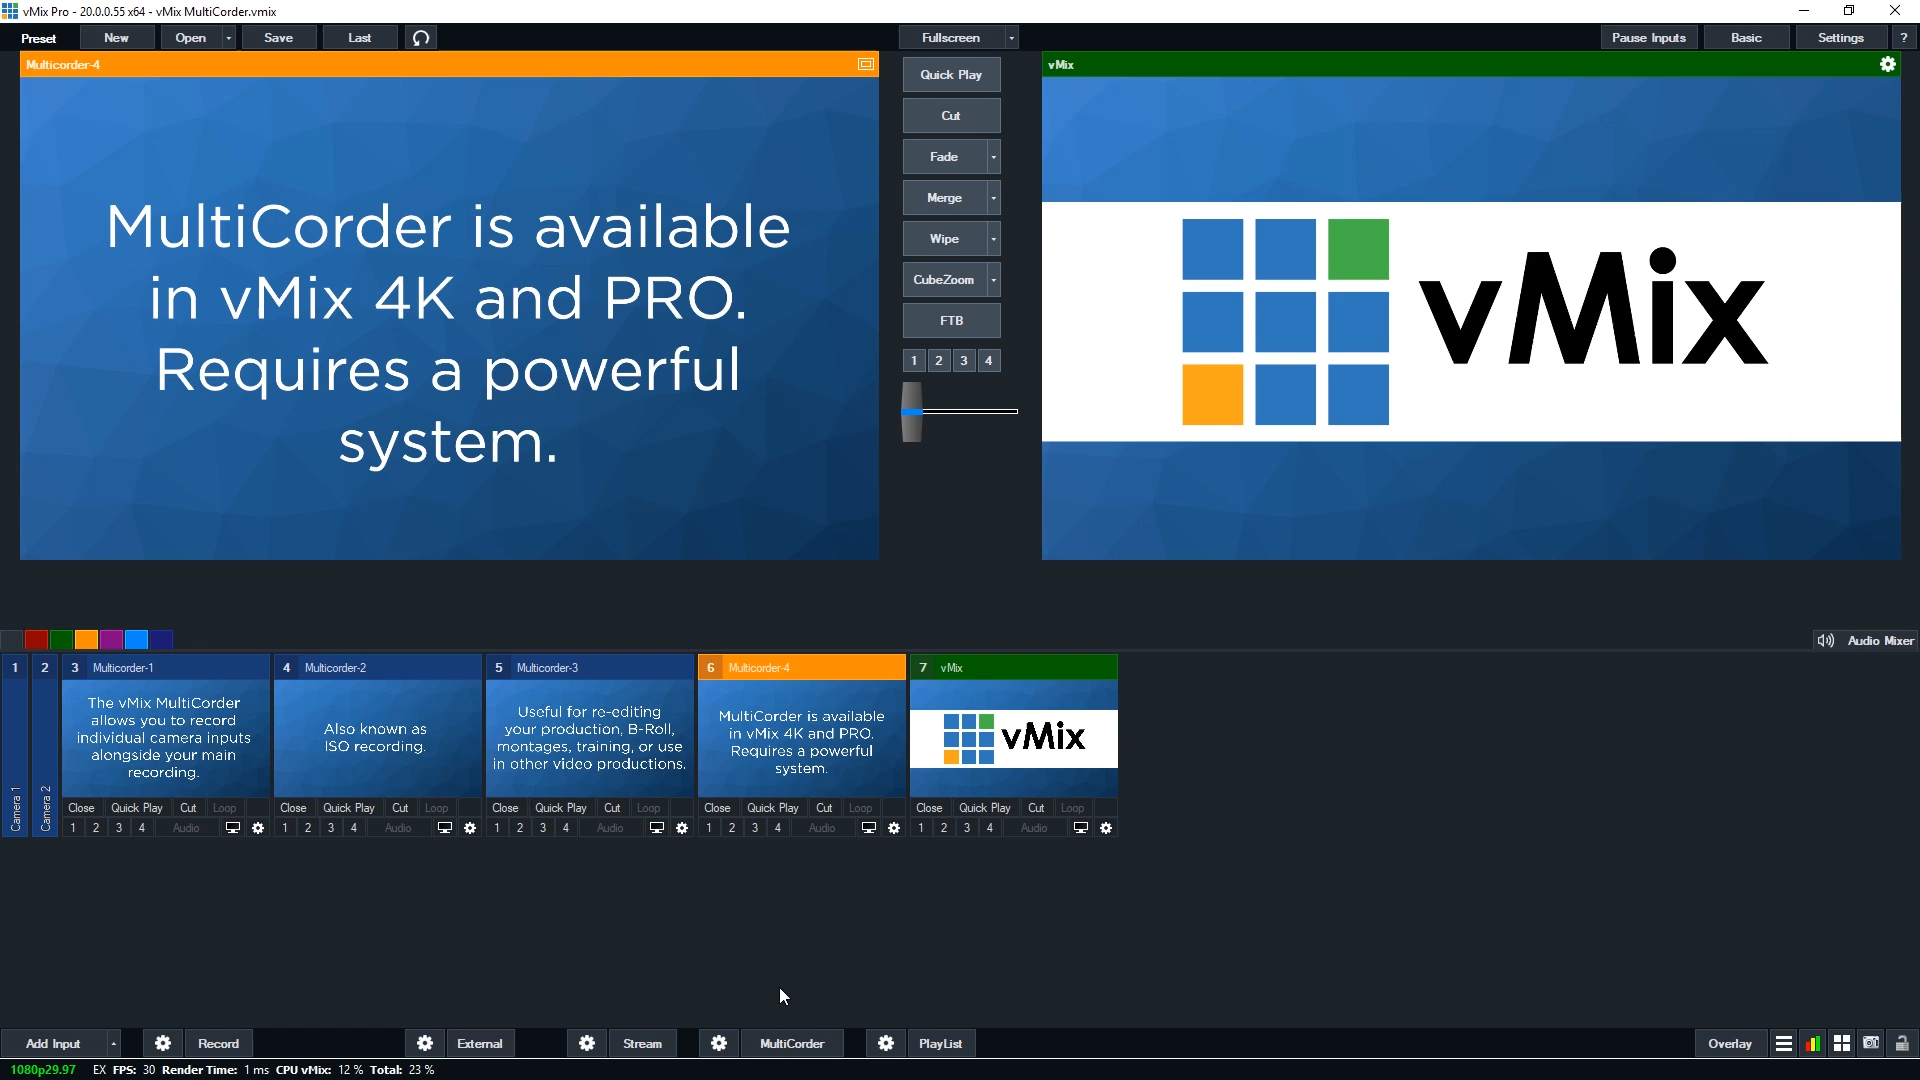 vMix Pro - 20.0.0.55 x64 - vMix MultiCorder.vmix
Preset New Open Save Last Fullscreen Pause Inputs Basic Settings ?
Multicorder-4
MultiCorder is available
in vMix 4K and PRO.
Requires a powerful
system.
Quick Play
Cut
Fade
Merge
Wipe
CubeZoom
FTB
1 2 3 4
vMix
vMix
Audio Mixer
1 Camera 1
2 Camera 2
3 Multicorder-1
The vMix MultiCorder
allows you to record
individual camera inputs
alongside your main
recording.
Close Quick Play Cut Loop
1 2 3 4 Audio
4 Multicorder-2
Also known as
ISO recording.
Close Quick Play Cut Loop
1 2 3 4 Audio
5 Multicorder-3
Useful for re-editing
your production, B-Roll,
montages, training, or use
in other video productions.
Close Quick Play Cut Loop
1 2 3 4 Audio
6 Multicorder-4
MultiCorder is available
in vMix 4K and PRO.
Requires a powerful
system.
Close Quick Play Cut Loop
1 2 3 4 Audio
7 vMix
vMix
Close Quick Play Cut Loop
1 2 3 4 Audio
Add Input Record External Stream MultiCorder PlayList Overlay
1080p29.97 EX FPS: 30 Render Time: 1 ms CPU vMix: 12 % Total: 23 %